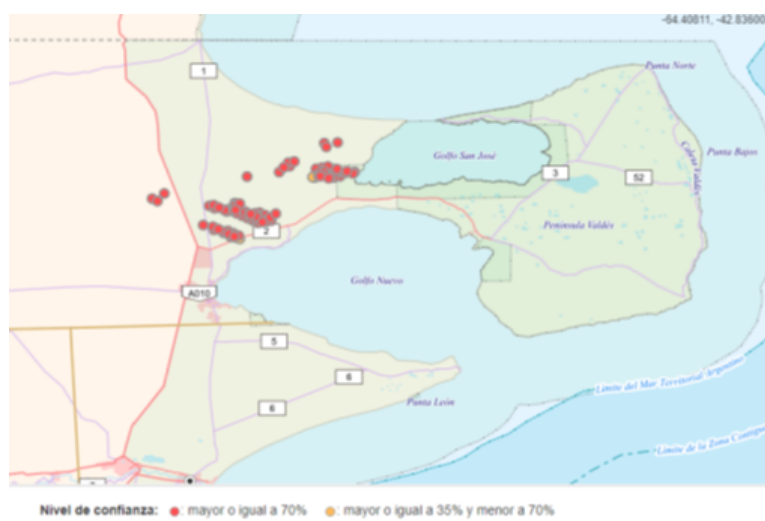 -64.40811, -42.83600
Punta Norte
1
Punta Bajos
Golfo San José
Caleta Valdés
3
52
Península Valdés
2
Golfo Nuevo
A010
5
6
Límite del Mar Territorial Argentino
Punta León
6
Límite de la Zona Contigua
Nivel de confianza: : mayor o igual a 70% : mayor o igual a 35% y menor a 70%